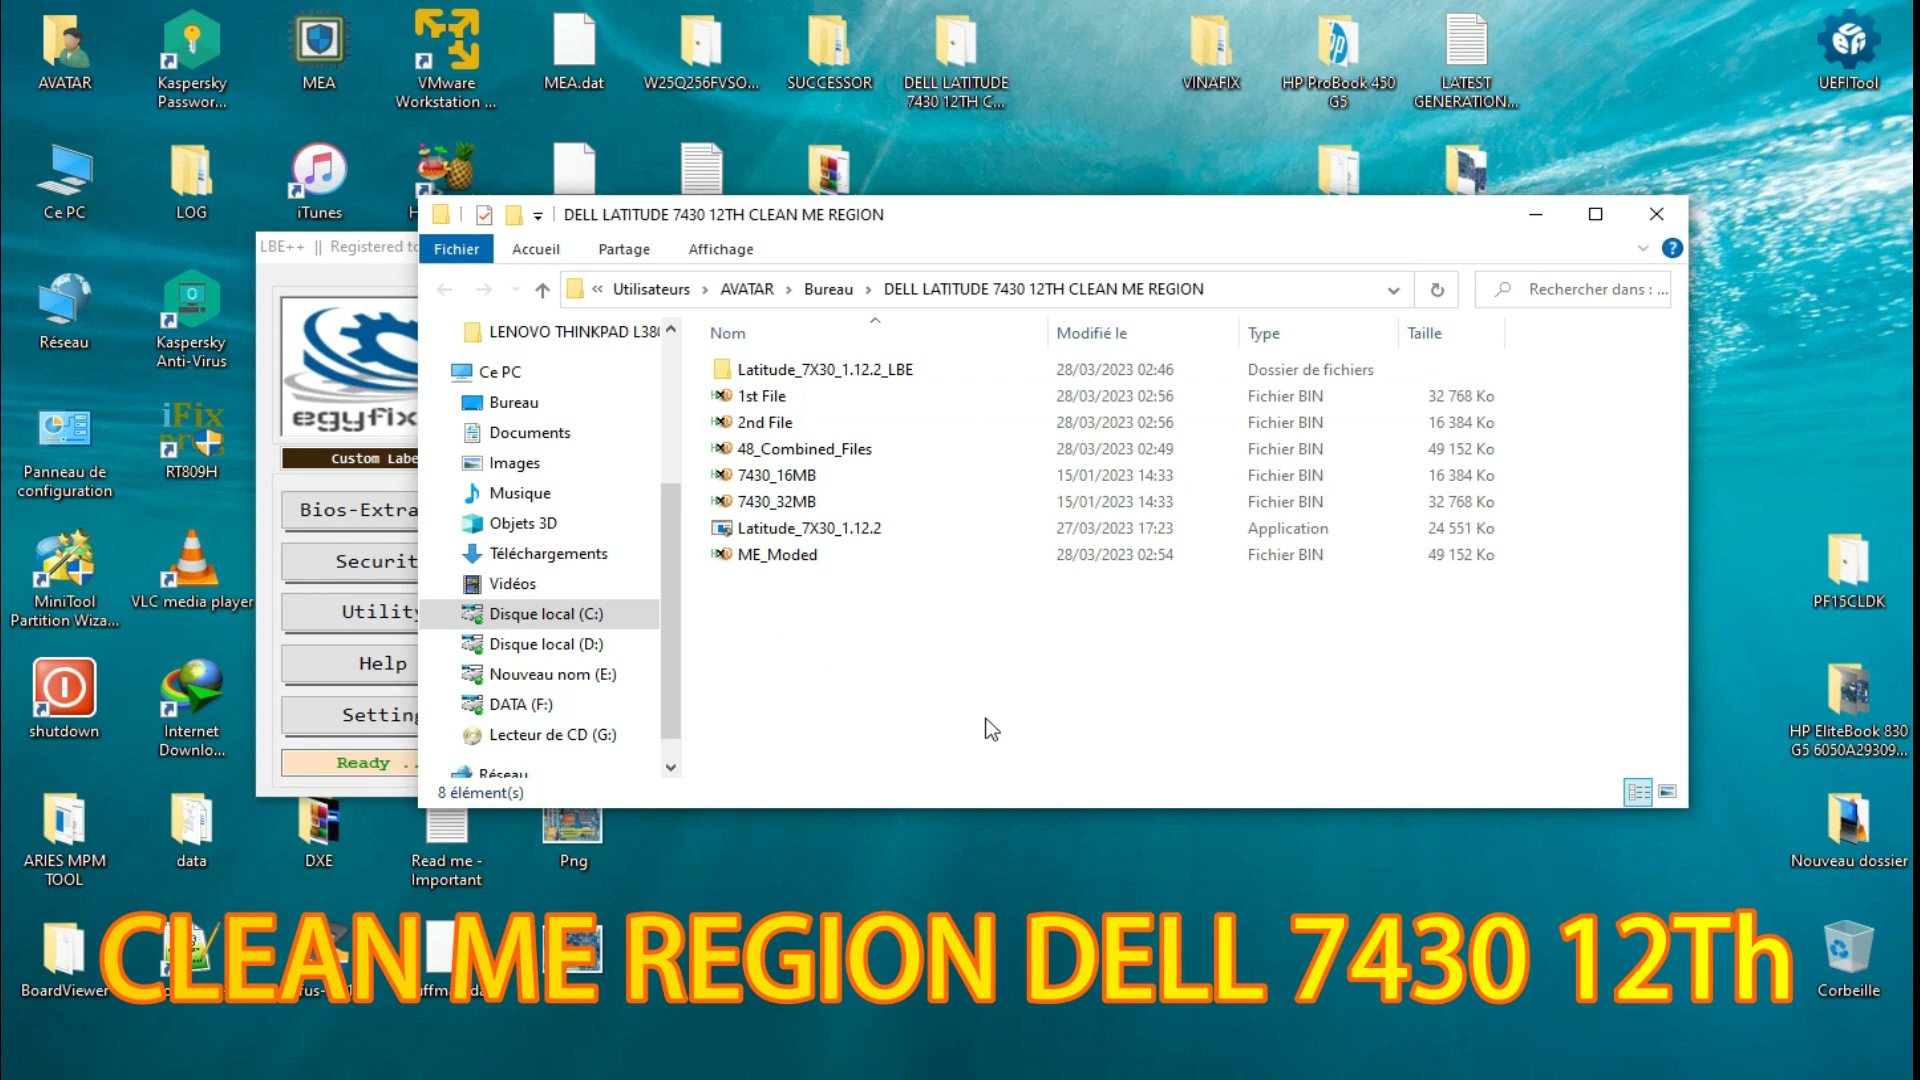 AVATAR
Kaspersky
Passwor...
MEA
VMware
Workstation ...
MEA.dat
W25Q256FVSO...
SUCCESSOR
DELL LATITUDE
7430 12TH C...
VINAFIX
HP ProBook 450
G5
LATEST
GENERATION...
UEFITool
Ce PC
LOG
iTunes
DELL LATITUDE 7430 12TH CLEAN ME REGION
LBE++ || Registered to
Fichier
Accueil
Partage
Affichage
« Utilisateurs › AVATAR › Bureau › DELL LATITUDE 7430 12TH CLEAN ME REGION
Rechercher dans : ...
LENOVO THINKPAD L380
Ce PC
Bureau
Documents
Images
Musique
Objets 3D
Téléchargements
Vidéos
Disque local (C:)
Disque local (D:)
Nouveau nom (E:)
DATA (F:)
Lecteur de CD (G:)
Réseau
Nom Modifié le Type Taille
Latitude_7X30_1.12.2_LBE 28/03/2023 02:46 Dossier de fichiers
1st File 28/03/2023 02:56 Fichier BIN 32 768 Ko
2nd File 28/03/2023 02:56 Fichier BIN 16 384 Ko
48_Combined_Files 28/03/2023 02:49 Fichier BIN 49 152 Ko
7430_16MB 15/01/2023 14:33 Fichier BIN 16 384 Ko
7430_32MB 15/01/2023 14:33 Fichier BIN 32 768 Ko
Latitude_7X30_1.12.2 27/03/2023 17:23 Application 24 551 Ko
ME_Moded 28/03/2023 02:54 Fichier BIN 49 152 Ko
8 élément(s)
Réseau
Kaspersky
Anti-Virus
egyfix
Custom Labe
Panneau de
configuration
iFix
pro
RT809H
Bios-Extra
Securit
Utility
Help
Setting
Ready ..
MiniTool
Partition Wiza...
VLC media player
PF15CLDK
shutdown
Internet
Downlo...
HP EliteBook 830
G5 6050A29309...
ARIES MPM
TOOL
data
DXE
Read me -
Important
Png
Nouveau dossier
BoardViewer
Corbeille
CLEAN ME REGION DELL 7430 12Th